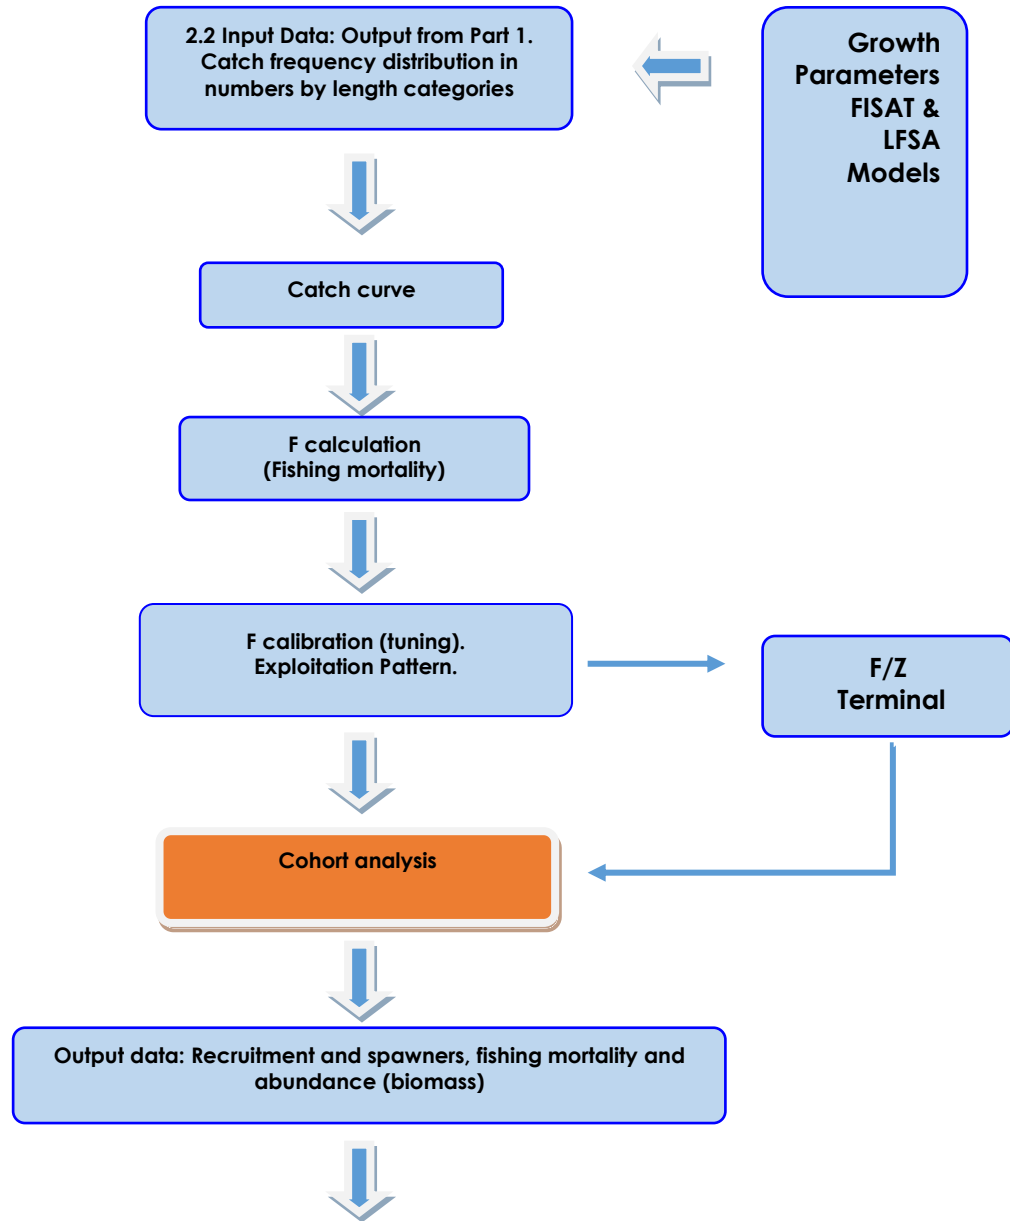 2.2 Input Data: Output from Part 1.
Catch frequency distribution in
numbers by length categories
Growth
Parameters
FISAT &
LFSA
Models
Catch curve
F calculation
(Fishing mortality)
F calibration (tuning).
Exploitation Pattern.
F/Z
Terminal
Cohort analysis
Output data: Recruitment and spawners, fishing mortality and
abundance (biomass)